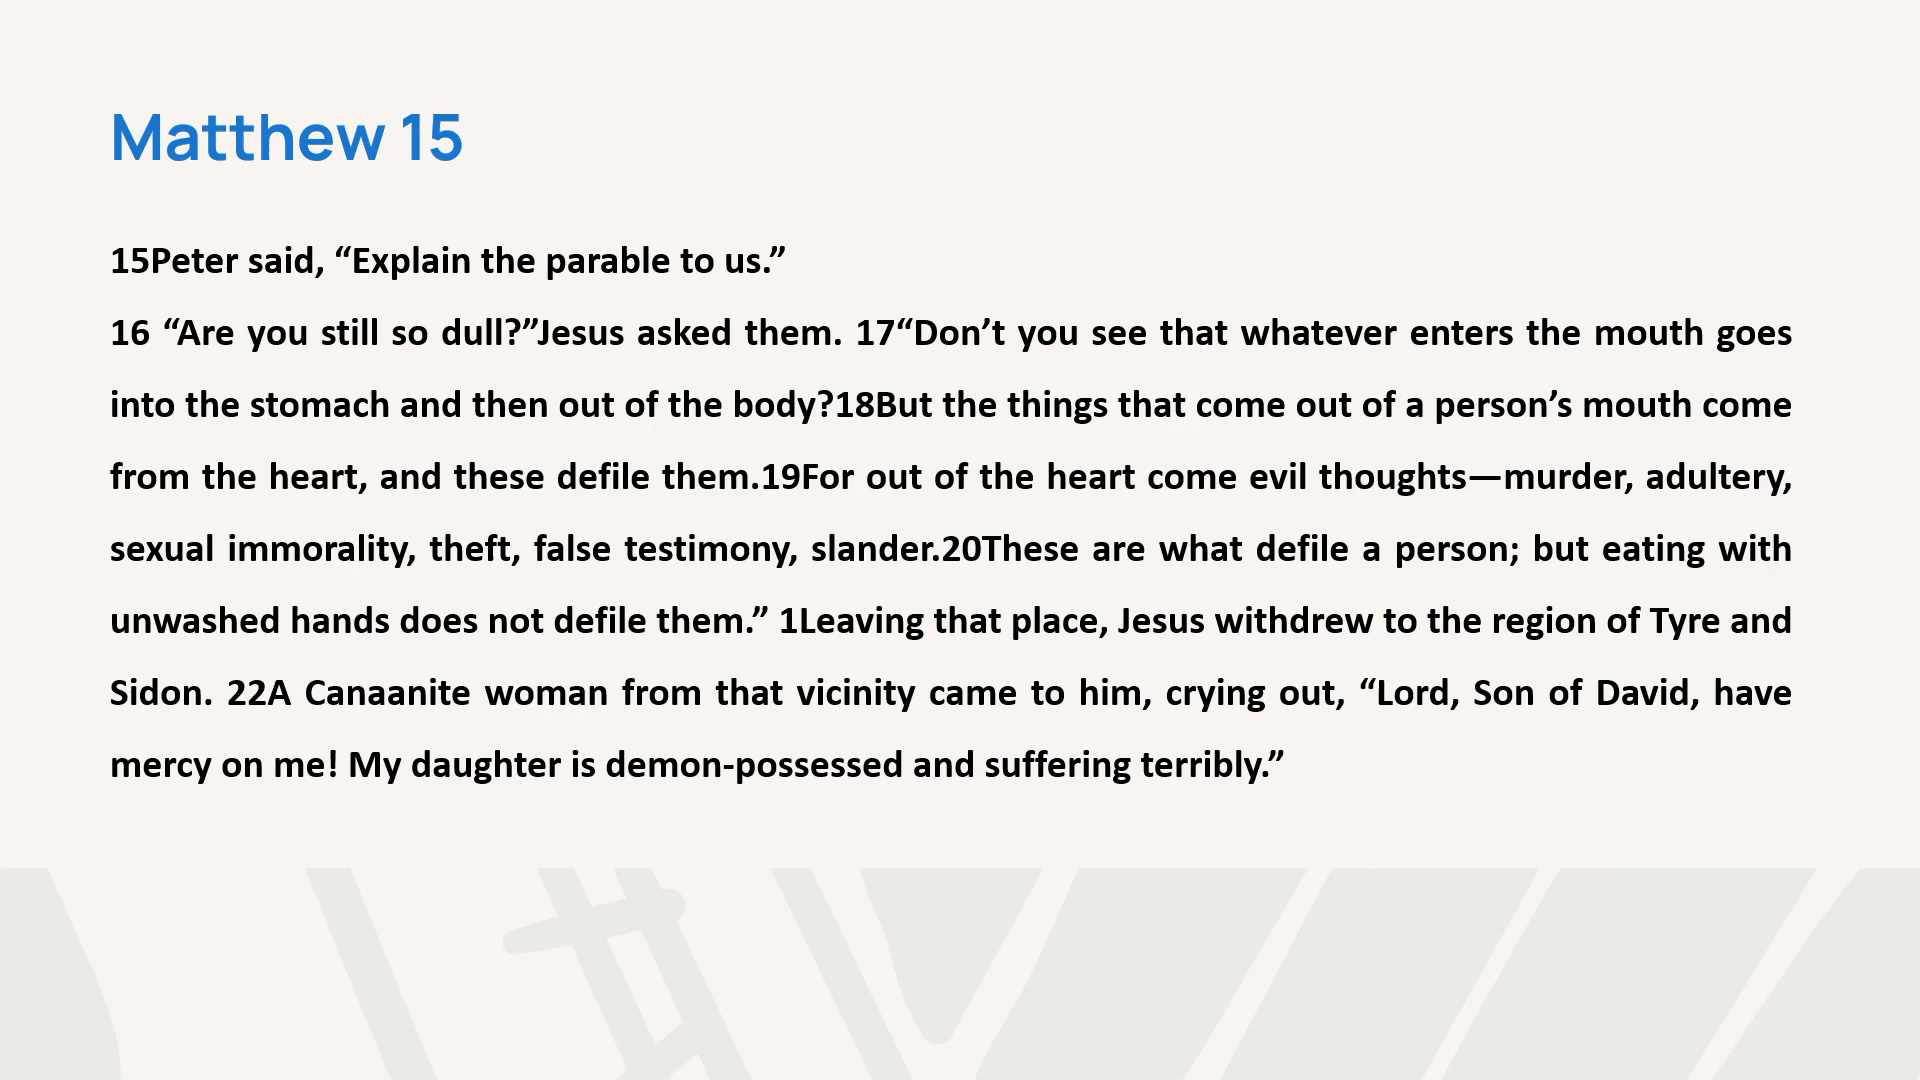 Matthew 15
15Peter said, “Explain the parable to us.”
16 “Are you still so dull?”Jesus asked them. 17“Don’t you see that whatever enters the mouth goes
into the stomach and then out of the body?18But the things that come out of a person’s mouth come
from the heart, and these defile them.19For out of the heart come evil thoughts—murder, adultery,
sexual immorality, theft, false testimony, slander.20These are what defile a person; but eating with
unwashed hands does not defile them.” 1Leaving that place, Jesus withdrew to the region of Tyre and
Sidon. 22A Canaanite woman from that vicinity came to him, crying out, “Lord, Son of David, have
mercy on me! My daughter is demon-possessed and suffering terribly.”